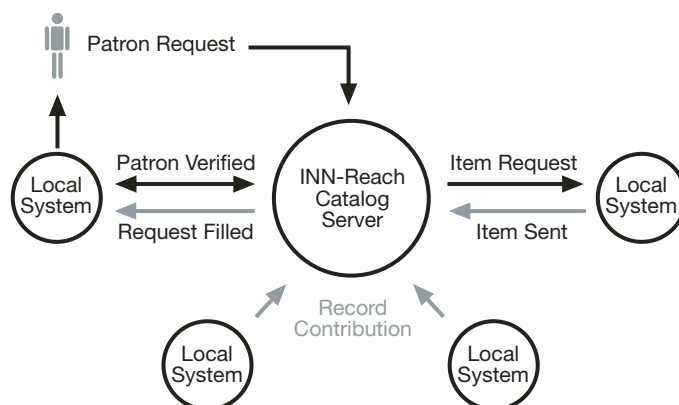 Patron Request
Patron Verified
Item Request
Local
System
INN-Reach
Catalog
Server
Local
System
Request Filled
Item Sent
Record
Contribution
Local
System
Local
System